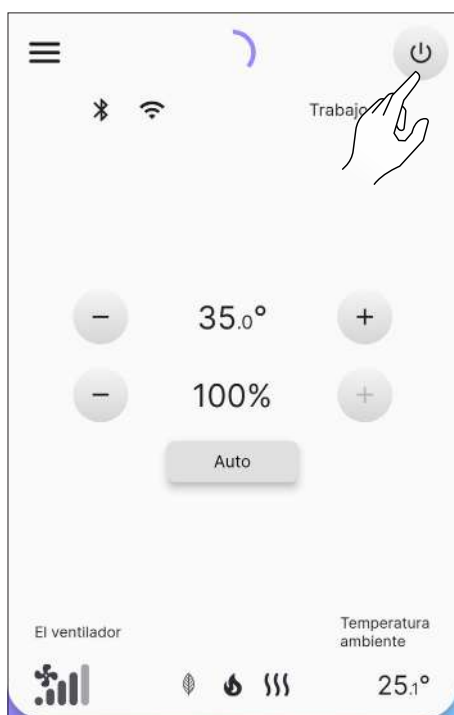 Trabajo
− 35.0° +
− 100% +
Auto
El ventilador
Temperatura
ambiente
25.1°